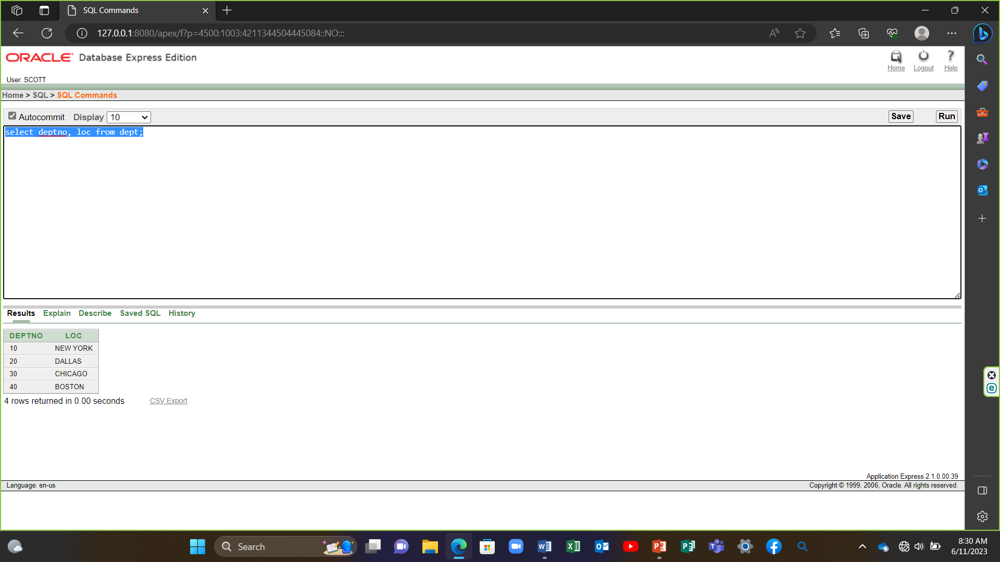 SQL Commands
127.0.0.1:8080/apex/f?p=4500:1003:4211344504445084::NO:::
ORACLE Database Express Edition
Home Logout Help
User: SCOTT
Home > SQL > SQL Commands
Autocommit Display 10 Save Run
select deptno, loc from dept;
Results Explain Describe Saved SQL History
DEPTNO LOC
10 NEW YORK
20 DALLAS
30 CHICAGO
40 BOSTON
4 rows returned in 0.00 seconds CSV Export
Application Express 2.1.0.00.39
Language: en-us Copyright © 1999, 2006, Oracle. All rights reserved.
Search
8:30 AM
6/11/2023